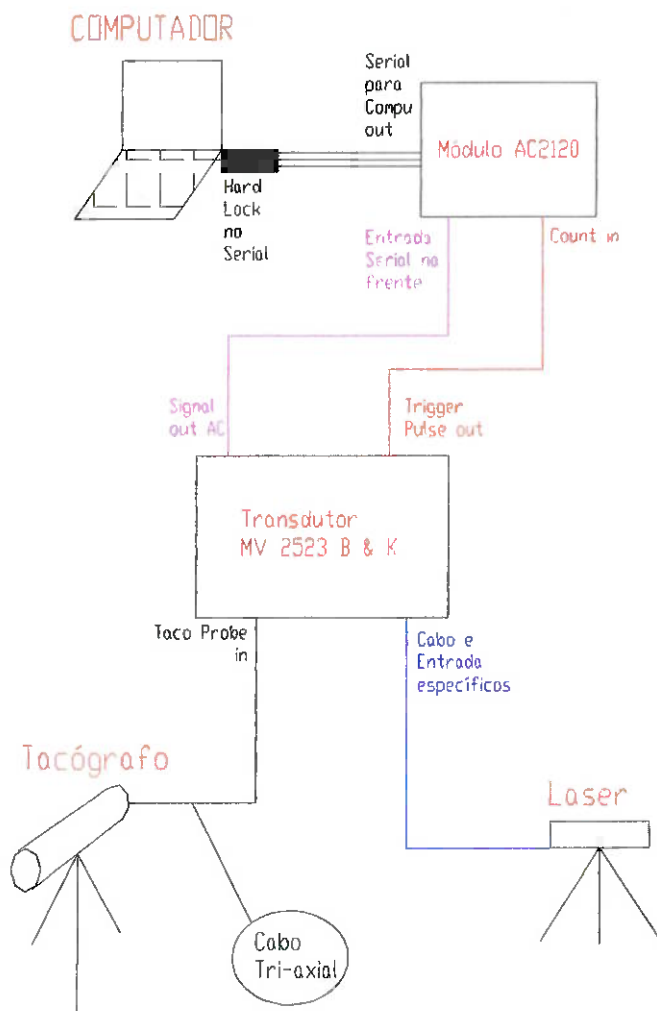 COMPUTADOR
Serial
para
Compu
out
Módulo AC2120
Hard
Lock
no
Serial
Entrada
Serial na
frente
Count in
Signal
out AC
Trigger
Pulse out
Transdutor
MV 2523 B & K
Taco Probe
in
Cabo e
Entrada
específicos
Tacógrafo
Laser
Cabo
Tri-axial